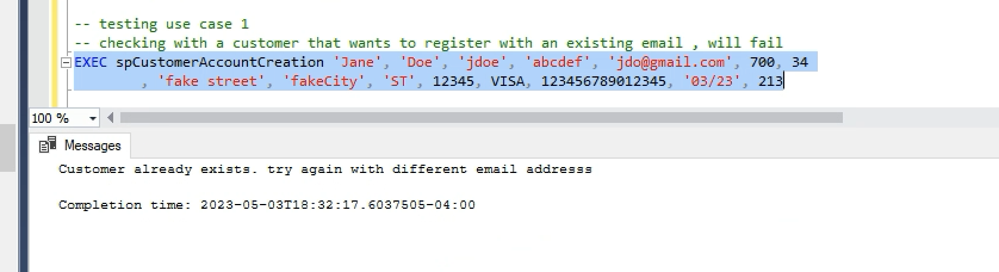 -- testing use case 1
-- checking with a customer that wants to register with an existing email , will fail
EXEC spCustomerAccountCreation 'Jane', 'Doe', 'jdoe', 'abcdef', 'jdo@gmail.com', 700, 34
, 'fake street', 'fakeCity', 'ST', 12345, VISA, 123456789012345, '03/23', 213
100 %
Messages
Customer already exists. try again with different email addresss
Completion time: 2023-05-03T18:32:17.6037505-04:00